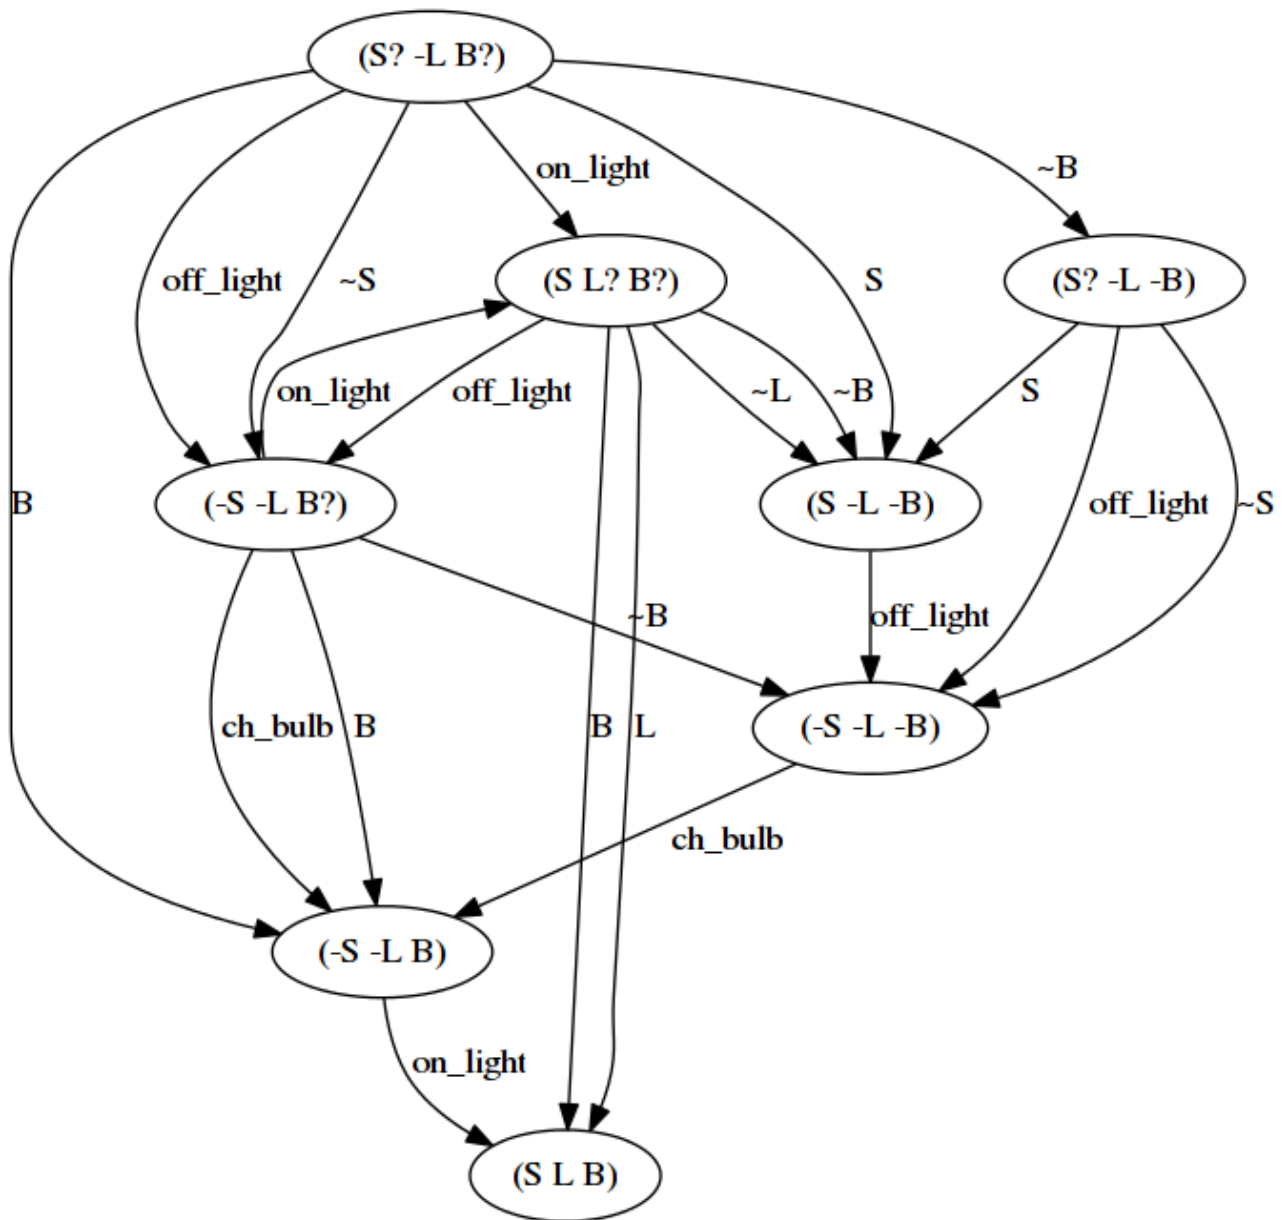 (S? -L B?)
on_light
~B
off_light
~S
(S L? B?)
S
(S? -L -B)
on_light
off_light
~L
~B
S
B
(-S -L B?)
(S -L -B)
off_light
~S
~B
off_light
ch_bulb
B
B
L
(-S -L -B)
ch_bulb
(-S -L B)
on_light
(S L B)